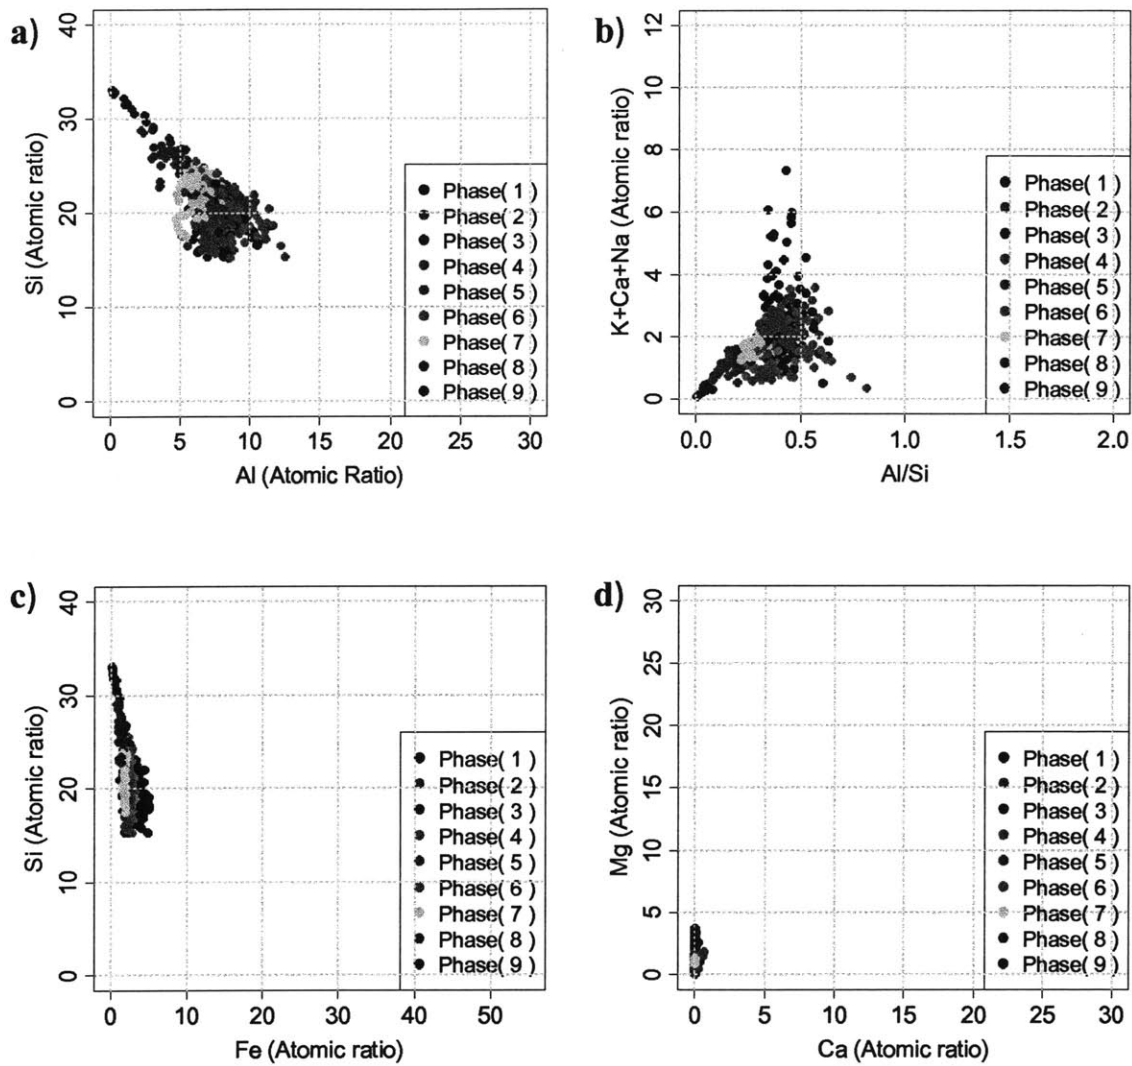 a)
Si (Atomic ratio)
40
30
20
10
0
0 5 10 15 20 25 30
Al (Atomic Ratio)
Phase( 1 )
Phase( 2 )
Phase( 3 )
Phase( 4 )
Phase( 5 )
Phase( 6 )
Phase( 7 )
Phase( 8 )
Phase( 9 )
b)
K+Ca+Na (Atomic ratio)
12
10
8
6
4
2
0
0.0 0.5 1.0 1.5 2.0
Al/Si
Phase( 1 )
Phase( 2 )
Phase( 3 )
Phase( 4 )
Phase( 5 )
Phase( 6 )
Phase( 7 )
Phase( 8 )
Phase( 9 )
c)
Si (Atomic ratio)
40
30
20
10
0
0 10 20 30 40 50
Fe (Atomic ratio)
Phase( 1 )
Phase( 2 )
Phase( 3 )
Phase( 4 )
Phase( 5 )
Phase( 6 )
Phase( 7 )
Phase( 8 )
Phase( 9 )
d)
Mg (Atomic ratio)
30
25
20
15
10
5
0
0 5 10 15 20 25 30
Ca (Atomic ratio)
Phase( 1 )
Phase( 2 )
Phase( 3 )
Phase( 4 )
Phase( 5 )
Phase( 6 )
Phase( 7 )
Phase( 8 )
Phase( 9 )